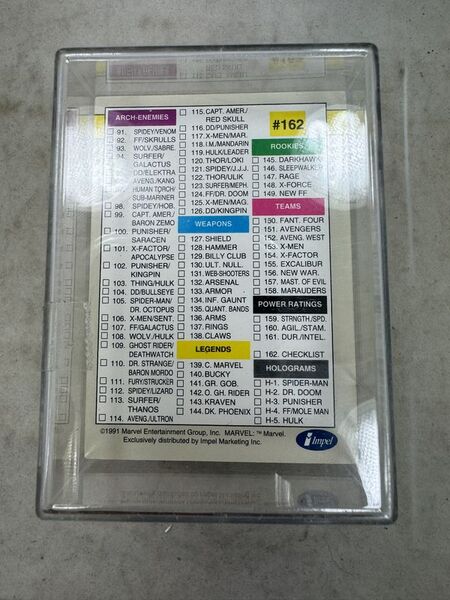 ARCH-ENEMIES
91. SPIDEY/VENOM
92. FF/SKRULLS
93. WOLV./SABRE.
94. SURFER/
GALACTUS
DD/ELEKTRA
AVENG./KANG
HUMAN TORCH/
SUB-MARINER
98. SPIDEY/HOB.
99. CAPT. AMER./
BARON ZEMO
100. PUNISHER/
SARACEN
101. X-FACTOR/
APOCALYPSE
102. PUNISHER/
KINGPIN
103. THING/HULK
104. DD/BULLSEYE
105. SPIDER-MAN/
DR. OCTOPUS
106. X-MEN/SENT.
107. FF/GALACTUS
108. WOLV./HULK
109. GHOST RIDER/
DEATHWATCH
110. DR. STRANGE/
BARON MORDO
111. FURY/STRUCKER
112. SPIDEY/LIZARD
113. SURFER/
THANOS
114. AVENG./ULTRON
115. CAPT. AMER./
RED SKULL
116. DD/PUNISHER
117. X-MEN/MAR.
118. I.M./MANDARIN
119. HULK/LEADER
120. THOR/LOKI
121. SPIDEY/J.J.J.
122. THOR/ULIK
123. SURFER/MEPH.
124. FF/DR. DOOM
125. X-MEN/MAG.
126. DD/KINGPIN
WEAPONS
127. SHIELD
128. HAMMER
129. BILLY CLUB
130. ULT. NULL.
131. WEB-SHOOTERS
132. ARSENAL
133. ARMOR
134. INF. GAUNT
135. QUANT. BANDS
136. ARMS
137. RINGS
138. CLAWS
LEGENDS
139. C. MARVEL
140. BUCKY
141. GR. GOB.
142. O. GH. RIDER
143. KRAVEN
144. DK. PHOENIX
#162
ROOKIES
145. DARKHAWK
146. SLEEPWALKER
147. RAGE
148. X-FORCE
149. NEW FF
TEAMS
150. FANT. FOUR
151. AVENGERS
152. AVENG. WEST
153. X-MEN
154. X-FACTOR
155. EXCALIBUR
156. NEW WAR.
157. MAST. OF EVIL
158. MARAUDERS
POWER RATINGS
159. STRNGTH./SPD.
160. AGIL./STAM.
161. DUR./INTEL.
162. CHECKLIST
HOLOGRAMS
H-1. SPIDER-MAN
H-2. DR. DOOM
H-3. PUNISHER
H-4. FF/MOLE MAN
H-5. HULK
©1991 Marvel Entertainment Group, Inc. MARVEL: ™ Marvel.
Exclusively distributed by Impel Marketing Inc.
i Impel